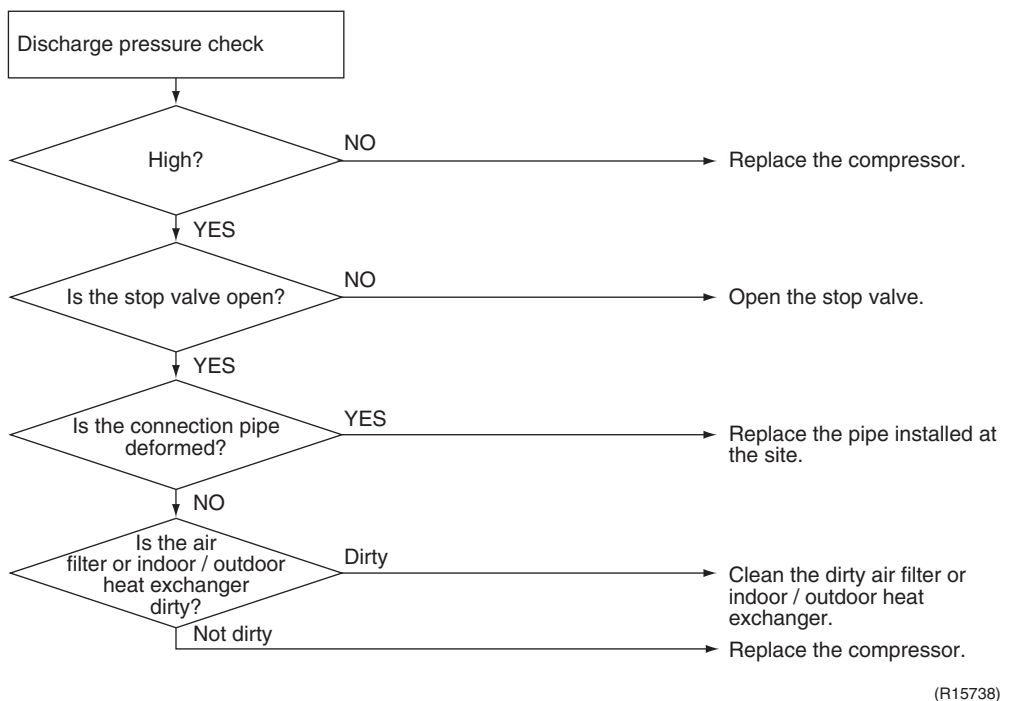 Discharge pressure check
High?
NO
Replace the compressor.
YES
Is the stop valve open?
NO
Open the stop valve.
YES
Is the connection pipe
deformed?
YES
Replace the pipe installed at
the site.
NO
Is the air
filter or indoor / outdoor
heat exchanger
dirty?
Dirty
Clean the dirty air filter or
indoor / outdoor heat
exchanger.
Not dirty
Replace the compressor.
(R15738)